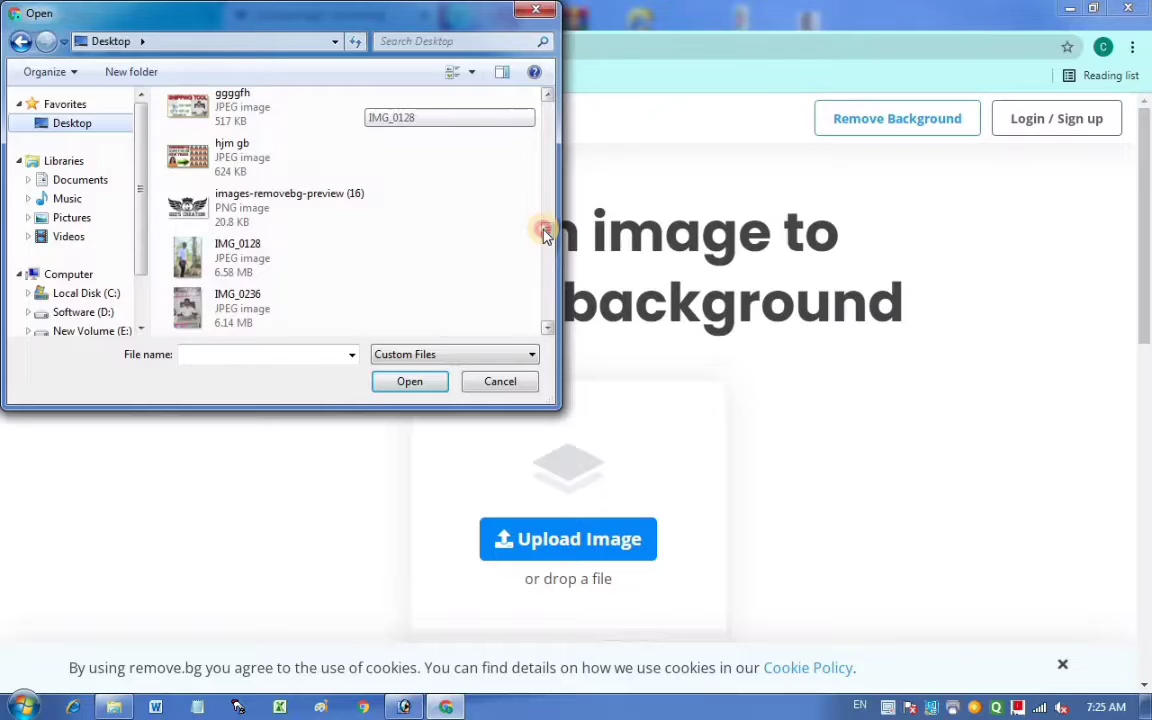 Open
Desktop
Search Desktop
Organize
New folder
Reading list
Favorites
Desktop
Libraries
Documents
Music
Pictures
Videos
Computer
Local Disk (C:)
Software (D:)
New Volume (E:)
ggggfh
JPEG image
517 KB
IMG_0128
hjm gb
JPEG image
624 KB
images-removebg-preview (16)
PNG image
20.8 KB
IMG_0128
JPEG image
6.58 MB
IMG_0236
JPEG image
6.14 MB
File name:
Custom Files
Open
Cancel
C
Remove Background
Login / Sign up
image to
background
Upload Image
or drop a file
By using remove.bg you agree to the use of cookies. You can find details on how we use cookies in our Cookie Policy.
EN
7:25 AM